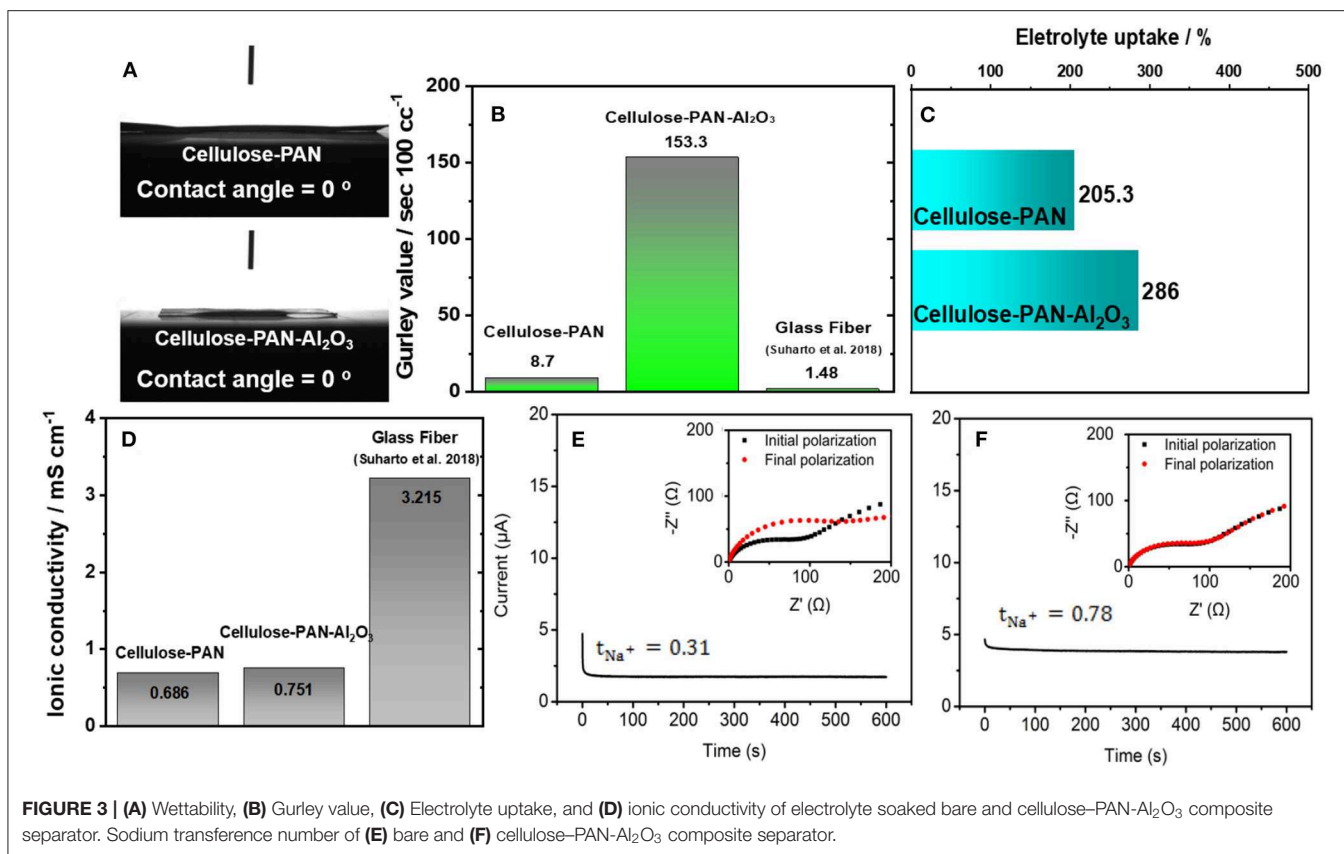 A
Cellulose-PAN
Contact angle = 0 °
Cellulose-PAN-Al₂O₃
Contact angle = 0 °
B
Gurley value / sec 100 cc⁻¹
200
150
100
50
0
Cellulose-PAN
8.7
Cellulose-PAN-Al₂O₃
153.3
Glass Fiber
(Suharto et al. 2018)
1.48
Eletrolyte uptake / %
0 100 200 300 400 500
C
Cellulose-PAN
205.3
Cellulose-PAN-Al₂O₃
286
D
Ionic conductivity / mS cm⁻¹
4
3
2
1
0
Cellulose-PAN
0.686
Cellulose-PAN-Al₂O₃
0.751
Glass Fiber
(Suharto et al. 2018)
3.215
E
Current (µA)
20
15
10
5
0
200
100
0
-Z'' (Ω)
Initial polarization
Final polarization
0 100 200
Z' (Ω)
t_Na⁺ = 0.31
0 100 200 300 400 500 600
Time (s)
F
20
15
10
5
0
200
100
0
-Z'' (Ω)
Initial polarization
Final polarization
0 100 200
Z' (Ω)
t_Na⁺ = 0.78
0 100 200 300 400 500 600
Time (s)
FIGURE 3 | (A) Wettability, (B) Gurley value, (C) Electrolyte uptake, and (D) ionic conductivity of electrolyte soaked bare and cellulose–PAN-Al₂O₃ composite
separator. Sodium transference number of (E) bare and (F) cellulose–PAN-Al₂O₃ composite separator.